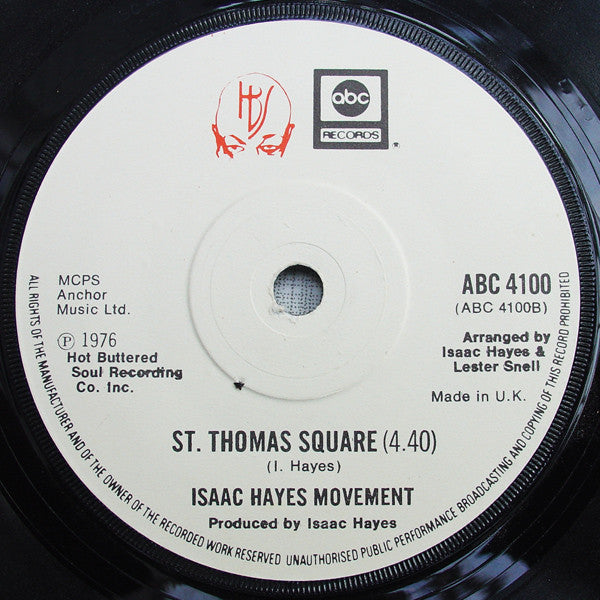 HBS
abc
RECORDS
MCPS
Anchor
Music Ltd.
ABC 4100
(ABC 4100B)
℗ 1976
Hot Buttered
Soul Recording
Co. Inc.
Arranged by
Isaac Hayes &
Lester Snell
Made in U.K.
ST. THOMAS SQUARE (4.40)
(I. Hayes)
ISAAC HAYES MOVEMENT
Produced by Isaac Hayes
ALL RIGHTS OF THE MANUFACTURER AND OF THE OWNER OF THE RECORDED WORK RESERVED UNAUTHORISED PUBLIC PERFORMANCE BROADCASTING AND COPYING OF THIS RECORD PROHIBITED